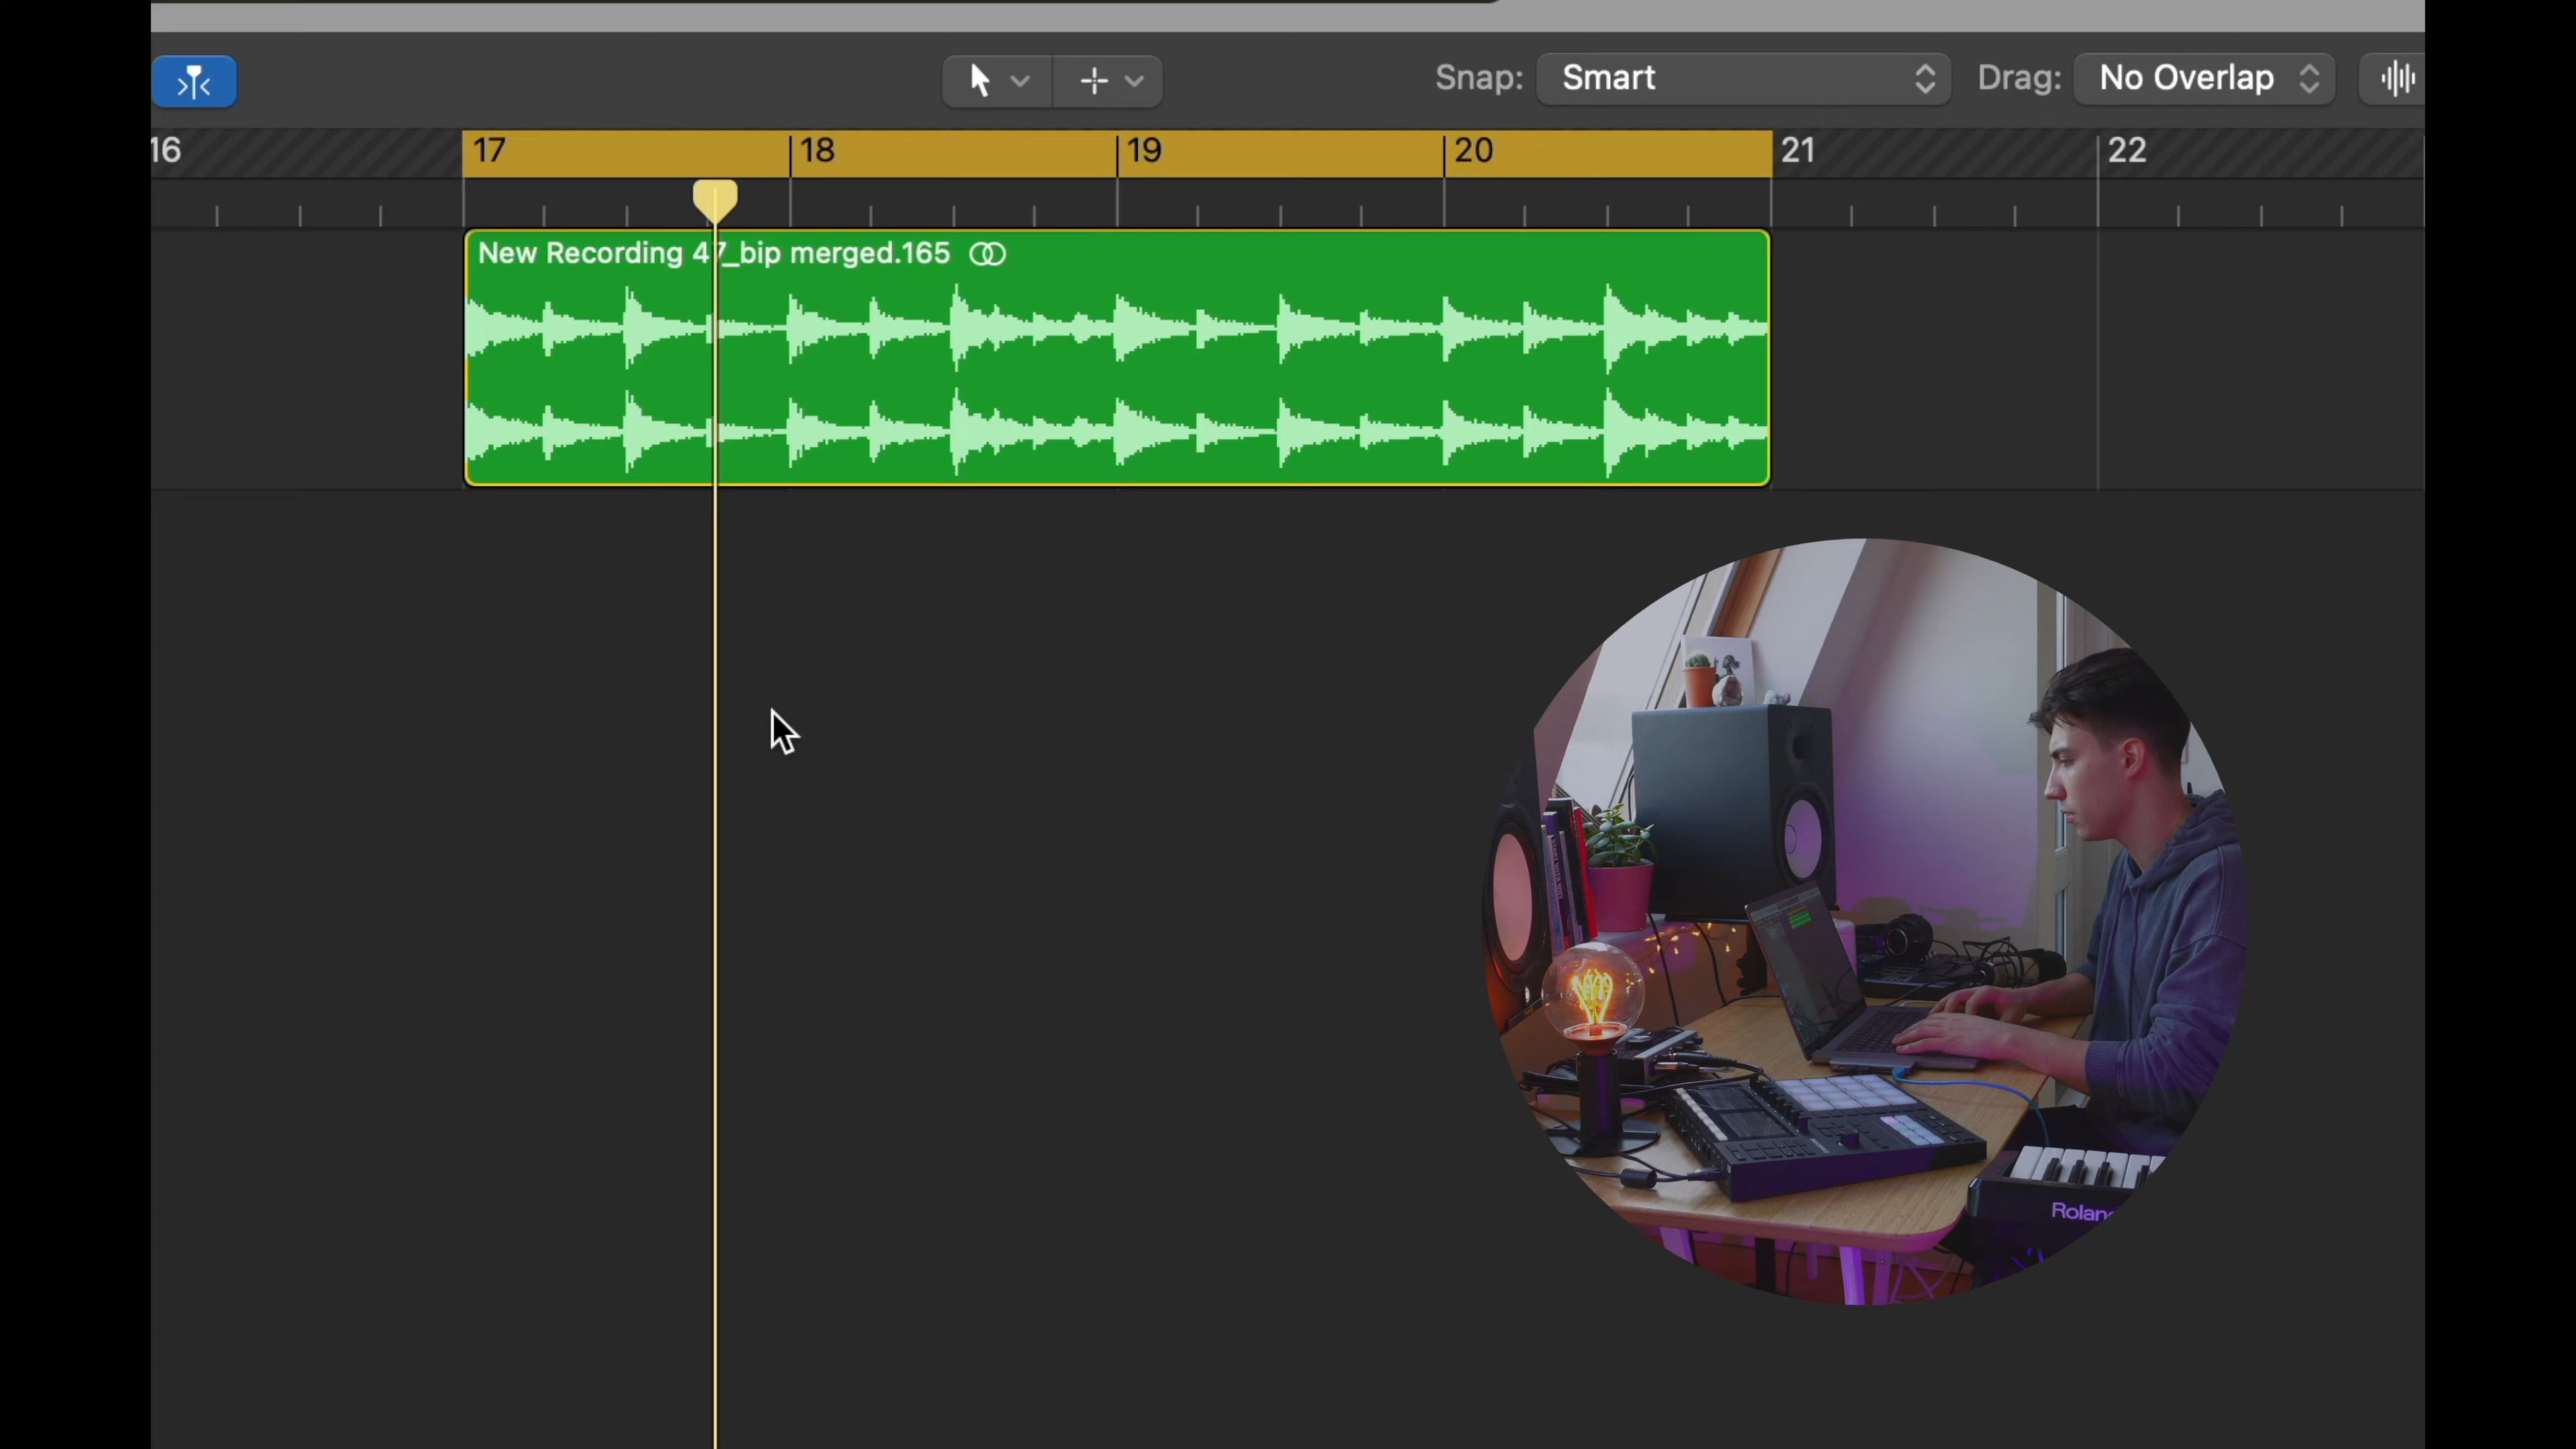 Snap: Smart Drag: No Overlap
16 17 18 19 20 21 22
New Recording 47_bip merged.165
Roland